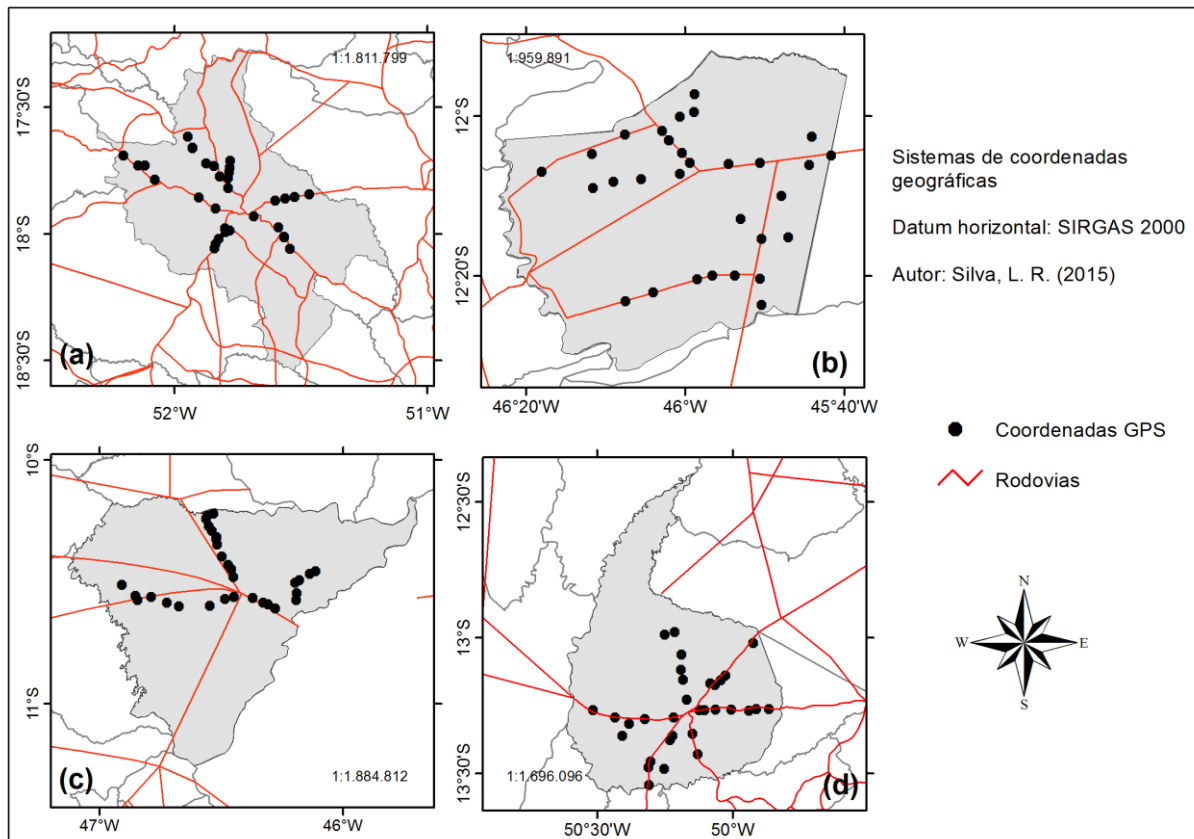 1:1.811.799
17°30'S
18°S
18°30'S
(a)
52°W
51°W
1:959.891
12°S
12°20'S
(b)
46°20'W
46°W
45°40'W
Sistemas de coordenadas
geográficas
Datum horizontal: SIRGAS 2000
Autor: Silva, L. R. (2015)
Coordenadas GPS
Rodovias
N
W
E
S
10°S
11°S
(c)
1:1.884.812
47°W
46°W
12°30'S
13°S
13°30'S
1:1.696.096
(d)
50°30'W
50°W